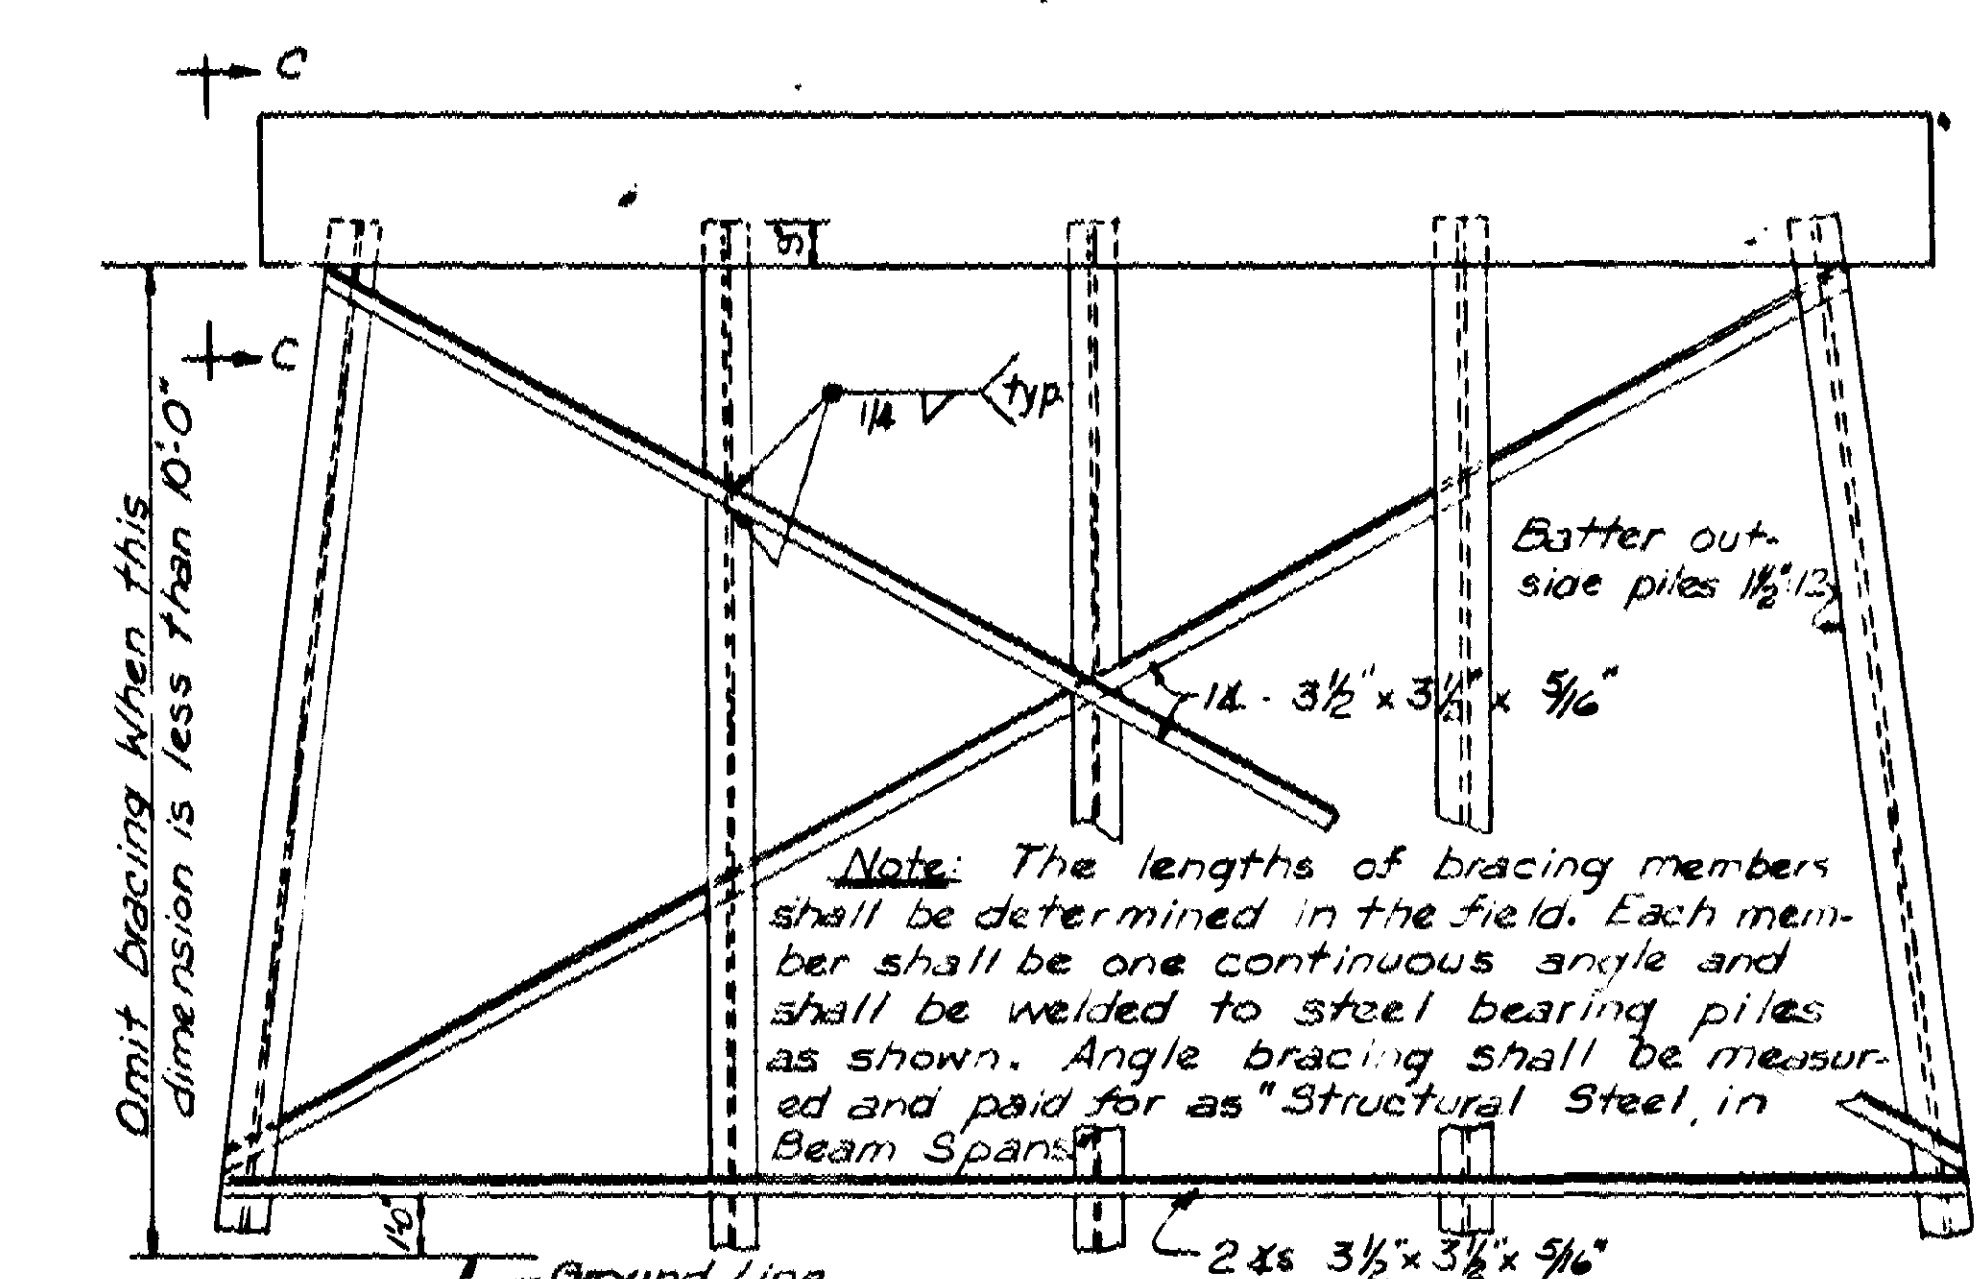 C
9"
C
1/4 typ.
Omit bracing when this
dimension is less than 10'-0"
Batter out-
side piles 1½":12
1∠ - 3½" x 3½" x 5/16"
Note: The lengths of bracing members
shall be determined in the field. Each mem-
ber shall be one continuous angle and
shall be welded to steel bearing piles
as shown. Angle bracing shall be measur-
ed and paid for as "Structural Steel, in
Beam Spans"
1'-0"
2 ∠s 3½" x 3½" x 5/16"
Ground line